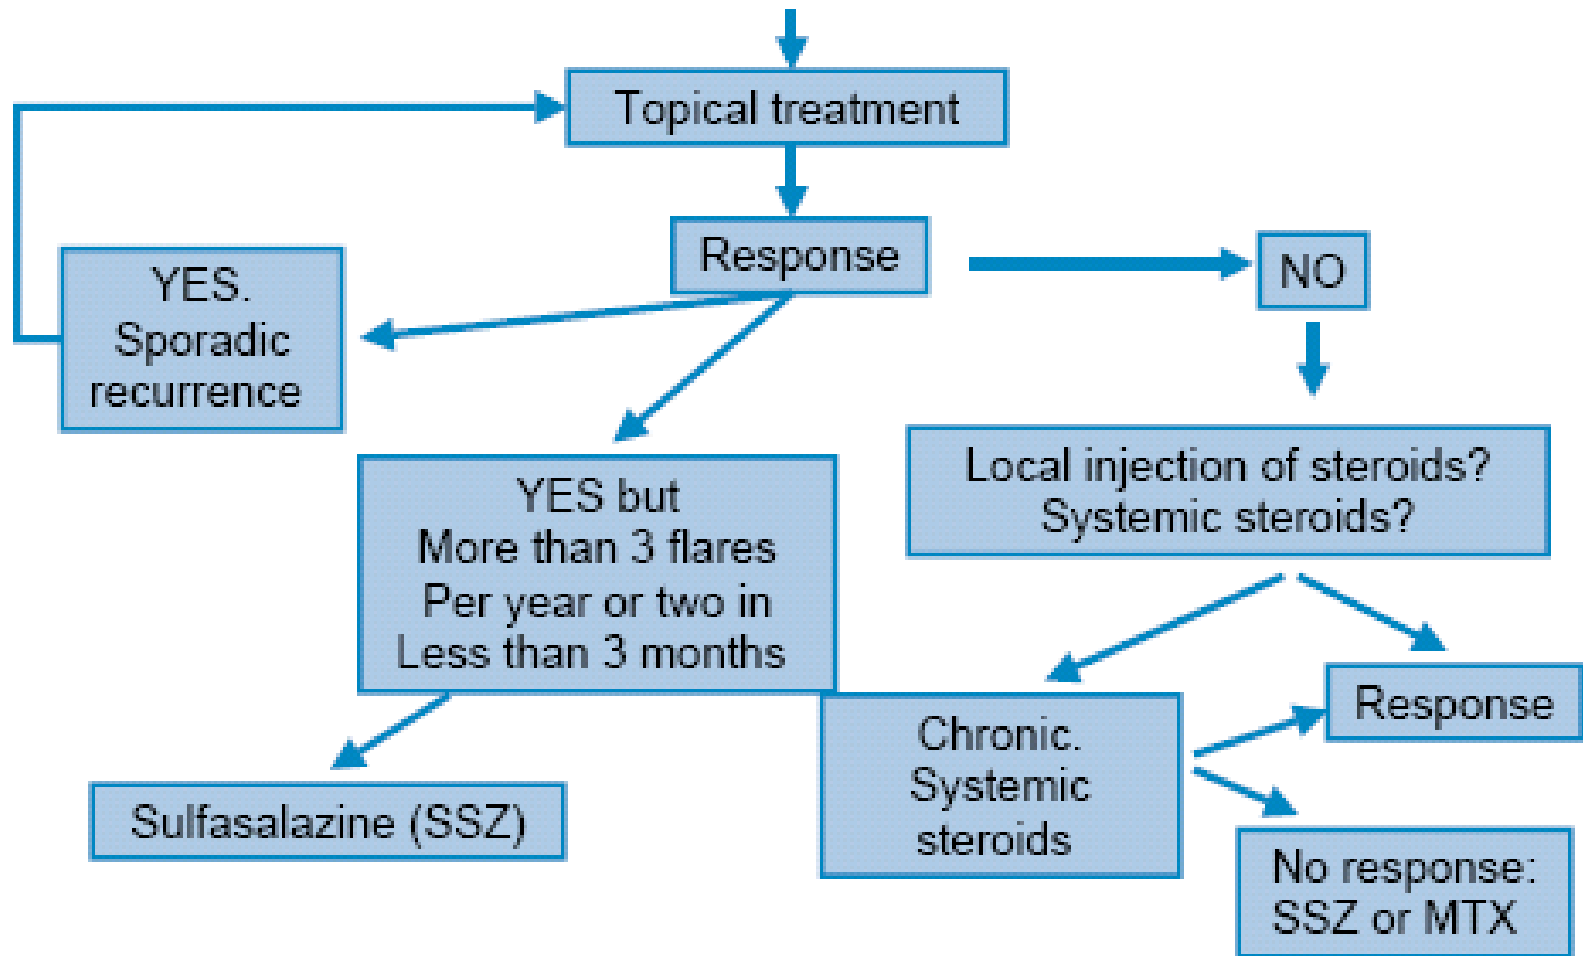 Topical treatment
Response
NO
YES.
Sporadic
recurrence
Local injection of steroids?
Systemic steroids?
YES but
More than 3 flares
Per year or two in
Less than 3 months
Response
Chronic.
Systemic
steroids
Sulfasalazine (SSZ)
No response:
SSZ or MTX